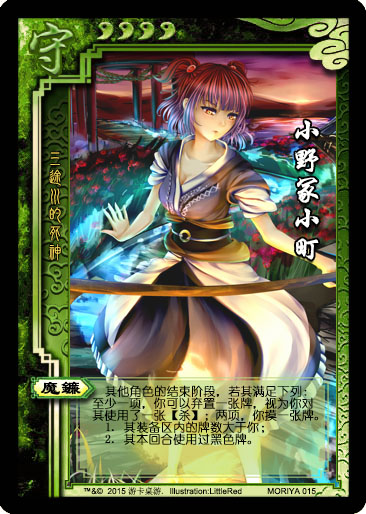 守
三途川的死神
小野冢小町
魔镰
其他角色的结束阶段，若其满足下列：
至少一项，你可以弃置一张牌，视为你对
其使用了一张【杀】；两项，你摸一张牌。
1. 其装备区内的牌数大于你；
2. 其本回合使用过黑色牌。
™&© 2015 游卡桌游. Illustration:LittleRed MORIYA 015